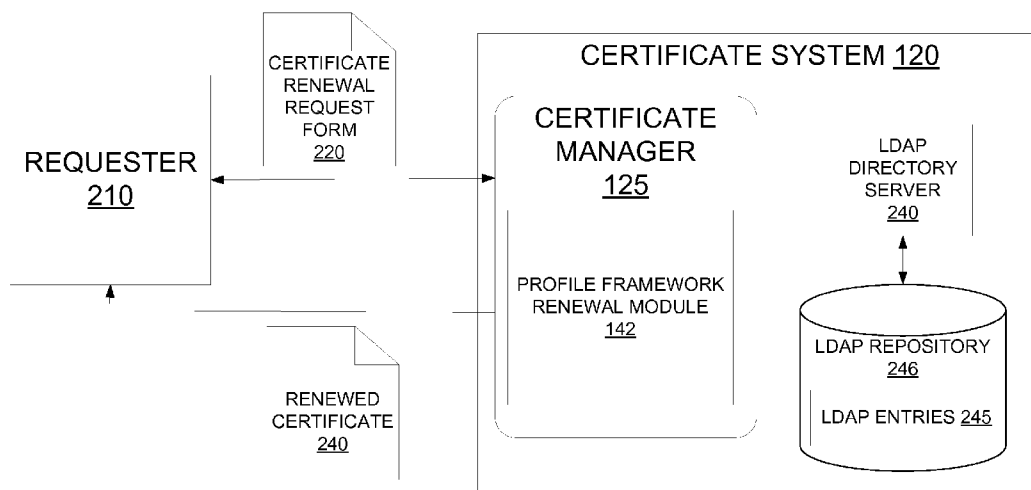 CERTIFICATE
RENEWAL
REQUEST
FORM
220
CERTIFICATE SYSTEM 120
REQUESTER
210
CERTIFICATE
MANAGER
125
LDAP
DIRECTORY
SERVER
240
PROFILE FRAMEWORK
RENEWAL MODULE
142
LDAP REPOSITORY
246
LDAP ENTRIES 245
RENEWED
CERTIFICATE
240